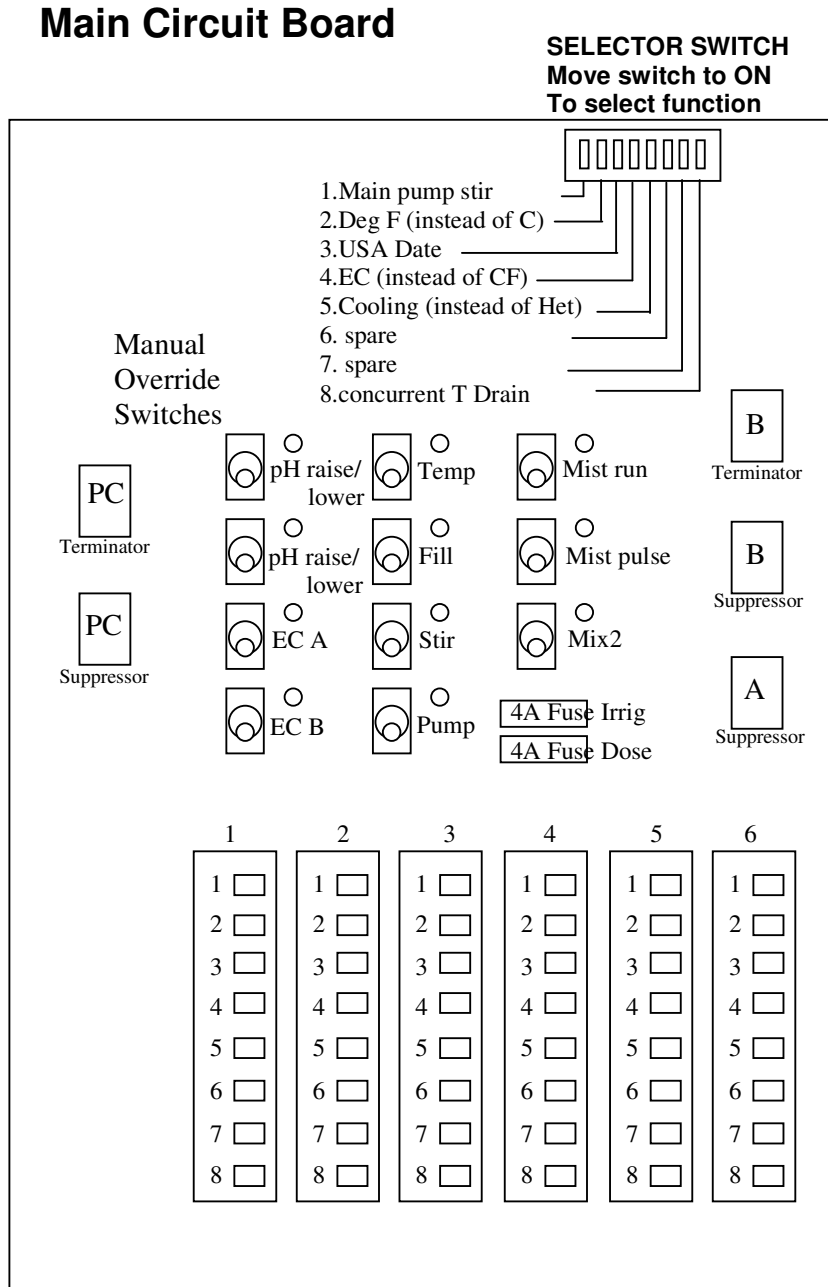 Main Circuit Board
SELECTOR SWITCH
Move switch to ON
To select function
1.Main pump stir
2.Deg F (instead of C)
3.USA Date
4.EC (instead of CF)
5.Cooling (instead of Het)
6. spare
7. spare
8.concurrent T Drain
Manual
Override
Switches
PC
Terminator
PC
Suppressor
pH raise/
lower
Temp
Mist run
pH raise/
lower
Fill
Mist pulse
EC A
Stir
Mix2
EC B
Pump
4A Fuse Irrig
4A Fuse Dose
B
Terminator
B
Suppressor
A
Suppressor
1 2 3 4 5 6
1 1 1 1 1 1
2 2 2 2 2 2
3 3 3 3 3 3
4 4 4 4 4 4
5 5 5 5 5 5
6 6 6 6 6 6
7 7 7 7 7 7
8 8 8 8 8 8